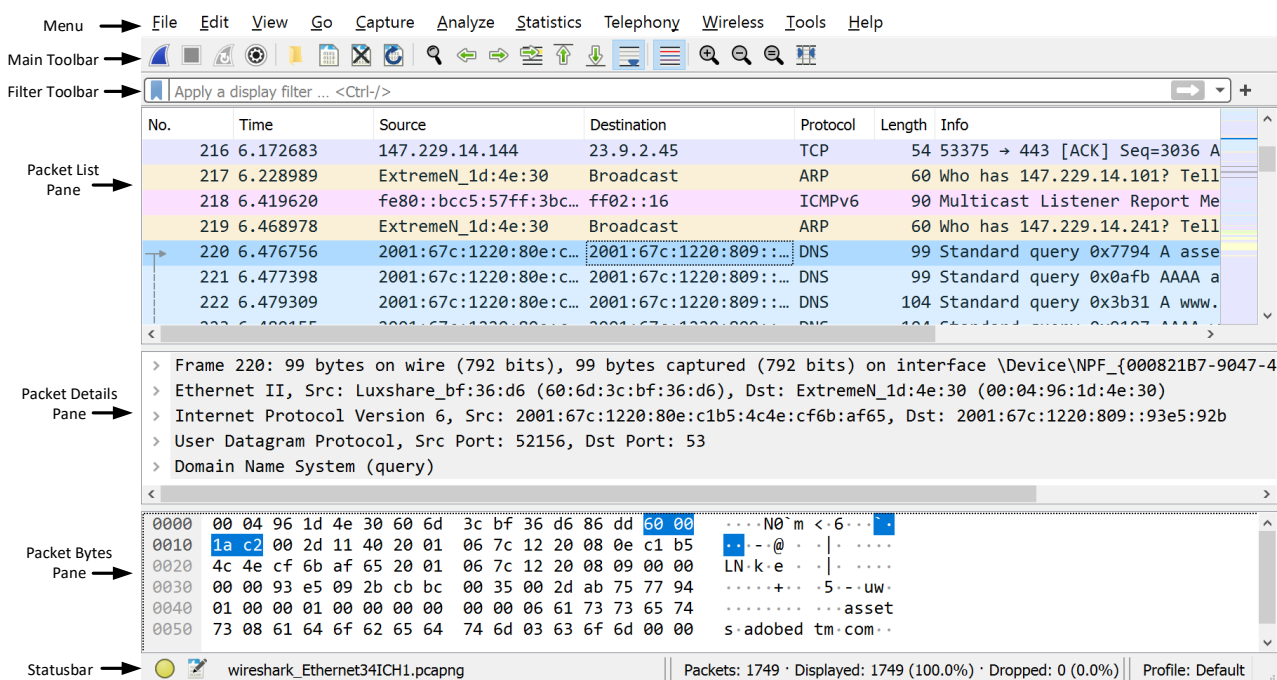 Menu File Edit View Go Capture Analyze Statistics Telephony Wireless Tools Help
Main Toolbar
Filter Toolbar Apply a display filter ... <Ctrl-/> +
No. Time Source Destination Protocol Length Info
216 6.172683 147.229.14.144 23.9.2.45 TCP 54 53375 → 443 [ACK] Seq=3036 A
Packet List Pane
217 6.228989 ExtremeN_1d:4e:30 Broadcast ARP 60 Who has 147.229.14.101? Tell
218 6.419620 fe80::bcc5:57ff:3bc… ff02::16 ICMPv6 90 Multicast Listener Report Me
219 6.468978 ExtremeN_1d:4e:30 Broadcast ARP 60 Who has 147.229.14.241? Tell
220 6.476756 2001:67c:1220:80e:c… 2001:67c:1220:809::… DNS 99 Standard query 0x7794 A asse
221 6.477398 2001:67c:1220:80e:c… 2001:67c:1220:809::… DNS 99 Standard query 0x0afb AAAA a
222 6.479309 2001:67c:1220:80e:c… 2001:67c:1220:809::… DNS 104 Standard query 0x3b31 A www.
Packet Details Pane
> Frame 220: 99 bytes on wire (792 bits), 99 bytes captured (792 bits) on interface \Device\NPF_{000821B7-9047-4
> Ethernet II, Src: Luxshare_bf:36:d6 (60:6d:3c:bf:36:d6), Dst: ExtremeN_1d:4e:30 (00:04:96:1d:4e:30)
> Internet Protocol Version 6, Src: 2001:67c:1220:80e:c1b5:4c4e:cf6b:af65, Dst: 2001:67c:1220:809::93e5:92b
> User Datagram Protocol, Src Port: 52156, Dst Port: 53
> Domain Name System (query)
Packet Bytes Pane
0000 00 04 96 1d 4e 30 60 6d 3c bf 36 d6 86 dd 60 00 ····N0`m <·6···`·
0010 1a c2 00 2d 11 40 20 01 06 7c 12 20 08 0e c1 b5 ···-·@ · ·|· ····
0020 4c 4e cf 6b af 65 20 01 06 7c 12 20 08 09 00 00 LN·k·e · ·|· ····
0030 00 00 93 e5 09 2b cb bc 00 35 00 2d ab 75 77 94 ·····+·· ·5·-·uw·
0040 01 00 00 01 00 00 00 00 00 00 06 61 73 73 65 74 ········ ···asset
0050 73 08 61 64 6f 62 65 64 74 6d 03 63 6f 6d 00 00 s·adobed tm·com··
Statusbar wireshark_Ethernet34ICH1.pcapng Packets: 1749 · Displayed: 1749 (100.0%) · Dropped: 0 (0.0%) Profile: Default